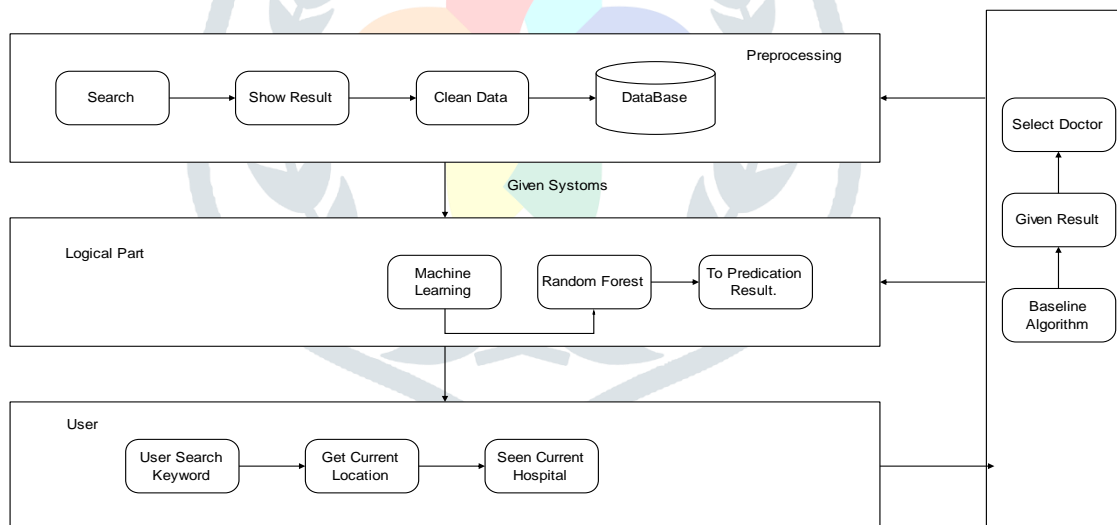 Preprocessing
Search
Show Result
Clean Data
DataBase
Given Systoms
Logical Part
Machine
Learning
Random Forest
To Predication
Result.
User
User Search
Keyword
Get Current
Location
Seen Current
Hospital
Select Doctor
Given Result
Baseline
Algorithm